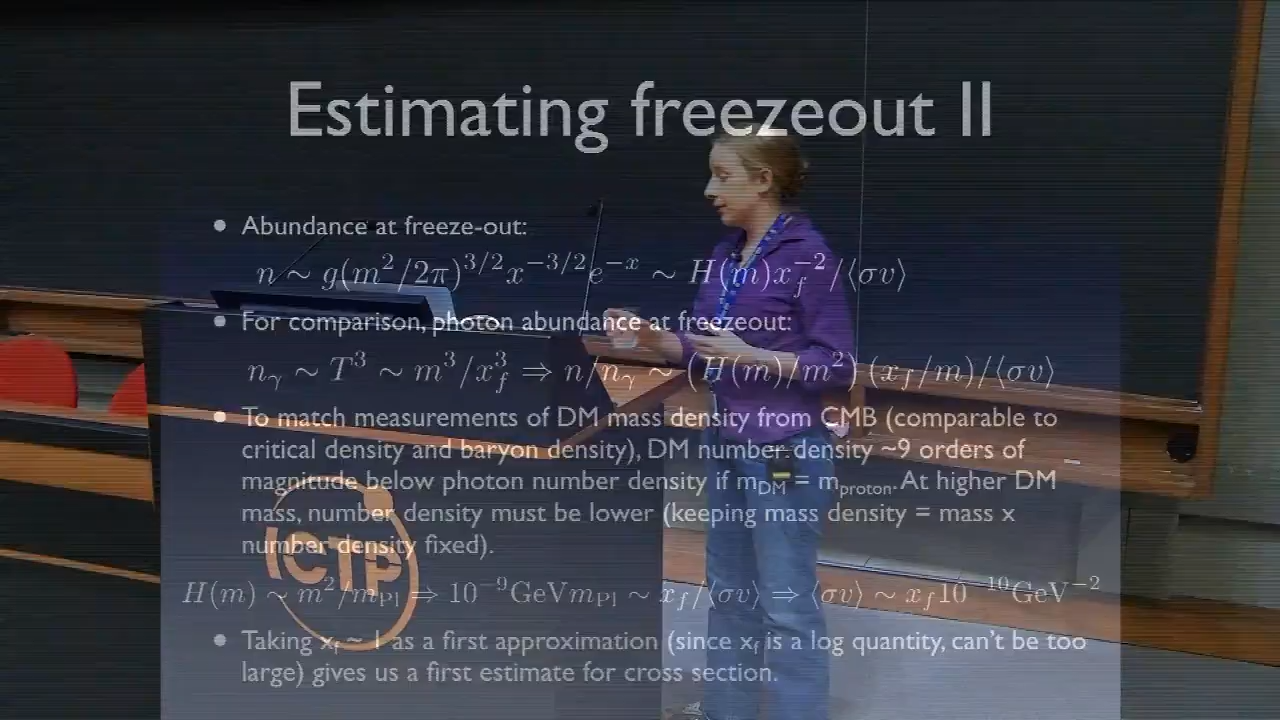 Estimating freezeout II
• Abundance at freeze-out:
n ∼ g(m²/2π)^{3/2}x^{-3/2}e^{-x} ∼ H(m)x_f^{-2}/⟨σv⟩
• For comparison, photon abundance at freezeout:
n_γ ∼ T³ ∼ m³/x_f³ ⇒ n/n_γ ∼ (H(m)/m²) (x_f/m)/⟨σv⟩
• To match measurements of DM mass density from CMB (comparable to
critical density and baryon density), DM number density ~9 orders of
magnitude below photon number density if m_DM = m_proton. At higher DM
mass, number density must be lower (keeping mass density = mass x
number density fixed).
ICTP
H(m) ∼ m²/m_Pl ⇒ 10^{-9}GeVm_Pl ∼ x_f/⟨σv⟩ ⇒ ⟨σv⟩ ∼ x_f10^{-10}GeV^{-2}
• Taking x_f ~ 1 as a first approximation (since x_f is a log quantity, can't be too
large) gives us a first estimate for cross section.